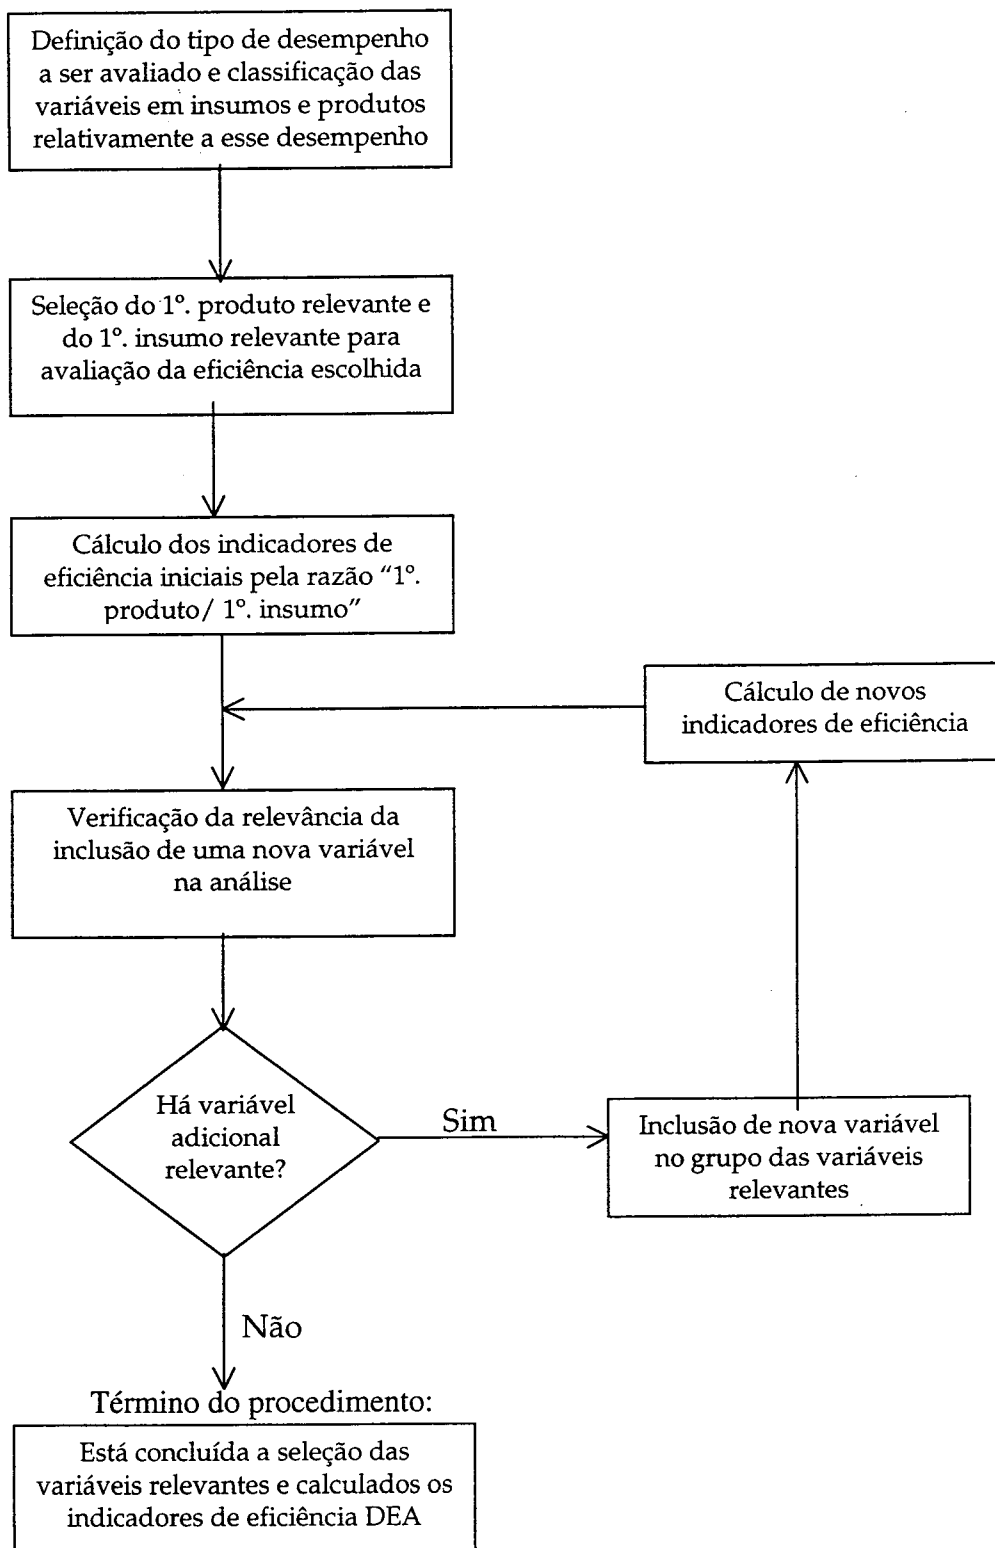 Definição do tipo de desempenho
a ser avaliado e classificação das
variáveis em insumos e produtos
relativamente a esse desempenho
Seleção do 1º. produto relevante e
do 1º. insumo relevante para
avaliação da eficiência escolhida
Cálculo dos indicadores de
eficiência iniciais pela razão “1º.
produto/ 1º. insumo”
Cálculo de novos
indicadores de eficiência
Verificação da relevância da
inclusão de uma nova variável
na análise
Há variável
adicional
relevante?
Sim
Inclusão de nova variável
no grupo das variáveis
relevantes
Não
Término do procedimento:
Está concluída a seleção das
variáveis relevantes e calculados os
indicadores de eficiência DEA